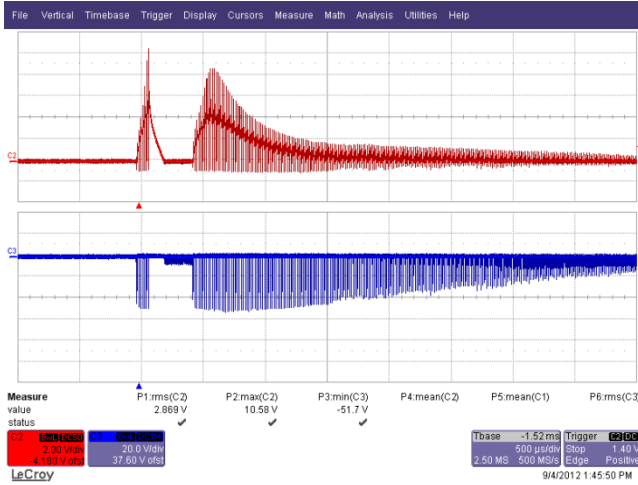 File Vertical Timebase Trigger Display Cursors Measure Math Analysis Utilities Help
C2
C3
Measure P1:rms(C2) P2:max(C2) P3:min(C3) P4:mean(C2) P5:mean(C1) P6:rms(C3)
value 2.869 V 10.58 V -51.7 V
status
C2 BwL DC50
2.00 V/div
-4.180 V ofst
20.0 V/div
37.60 V ofst
Tbase -1.52 ms
500 µs/div
2.50 MS 500 MS/s
Trigger C2 DC
Stop 1.40 V
Edge Positive
LeCroy
9/4/2012 1:45:50 PM